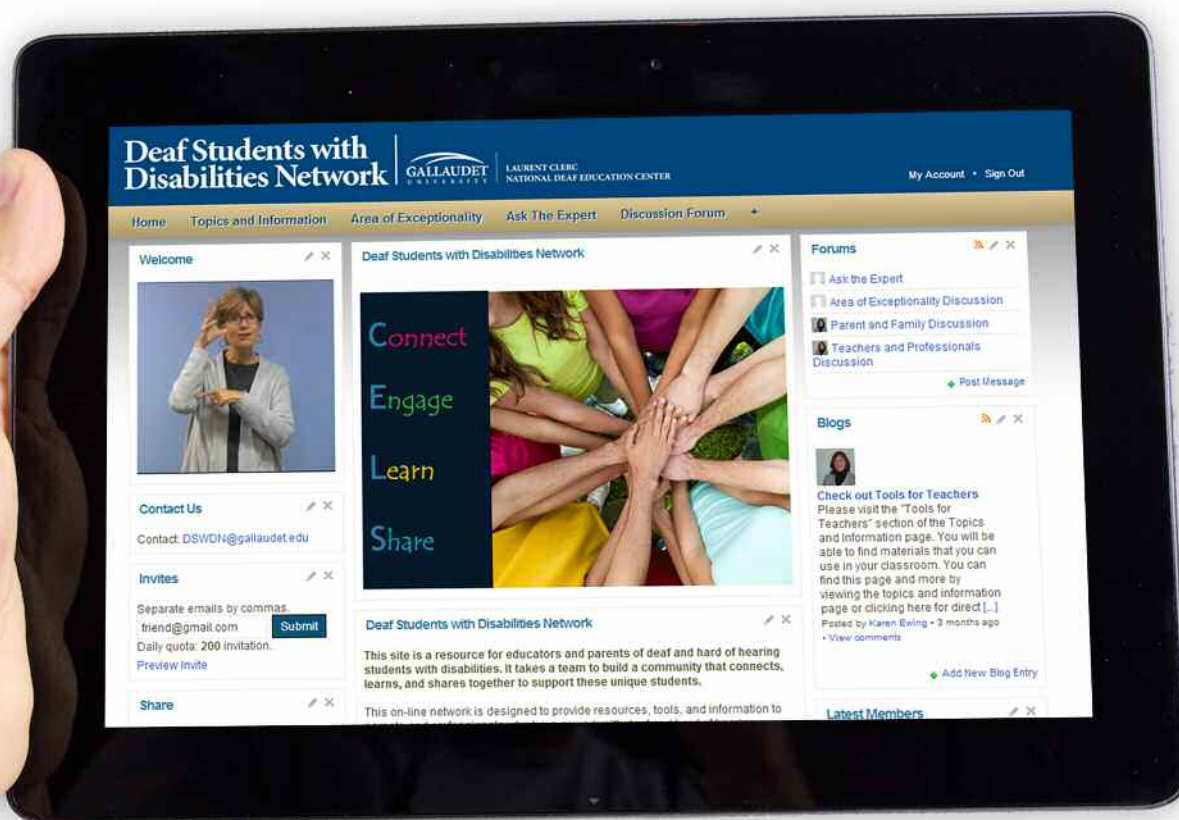 Deaf Students with
Disabilities Network
GALLAUDET
UNIVERSITY
LAURENT CLERC
NATIONAL DEAF EDUCATION CENTER
My Account • Sign Out
Home Topics and Information Area of Exceptionality Ask The Expert Discussion Forum +
Welcome
Contact Us
Contact: DSWDN@gallaudet.edu
Invites
Separate emails by commas.
friend@gmail.com Submit
Daily quota: 200 invitation.
Preview Invite
Share
Deaf Students with Disabilities Network
Connect
Engage
Learn
Share
Deaf Students with Disabilities Network
This site is a resource for educators and parents of deaf and hard of hearing
students with disabilities. It takes a team to build a community that connects,
learns, and shares together to support these unique students.
This on-line network is designed to provide resources, tools, and information to
Forums
Ask the Expert
Area of Exceptionality Discussion
Parent and Family Discussion
Teachers and Professionals
Discussion
Post Message
Blogs
Check out Tools for Teachers
Please visit the "Tools for
Teachers" section of the Topics
and Information page. You will be
able to find materials that you can
use in your classroom. You can
find this page and more by
viewing the topics and information
page or clicking here for direct [...]
Posted by Karen Ewing • 3 months ago
• View comments
Add New Blog Entry
Latest Members